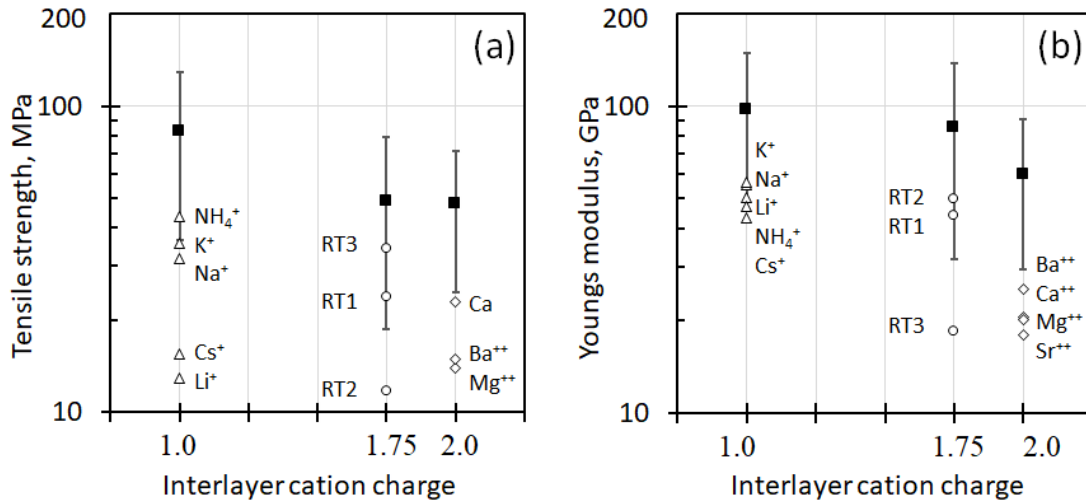 200
(a)
100
10
Tensile strength, MPa
NH₄⁺
K⁺
Na⁺
Cs⁺
Li⁺
RT3
RT1
RT2
Ca
Ba⁺⁺
Mg⁺⁺
1.0
1.75
2.0
Interlayer cation charge
200
(b)
100
10
Youngs modulus, GPa
K⁺
Na⁺
Li⁺
NH₄⁺
Cs⁺
RT2
RT1
RT3
Ba⁺⁺
Ca⁺⁺
Mg⁺⁺
Sr⁺⁺
1.0
1.75
2.0
Interlayer cation charge